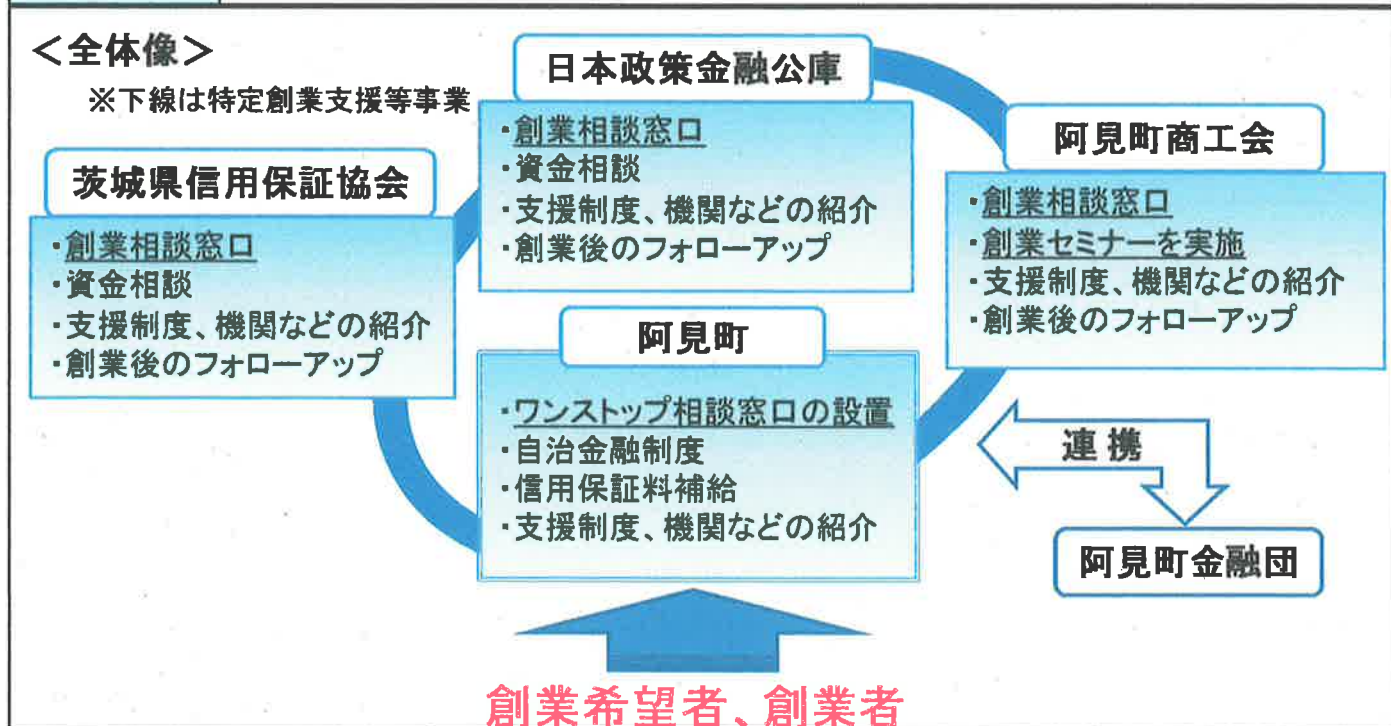 ＜全体像＞
※下線は特定創業支援等事業
日本政策金融公庫
・創業相談窓口
・資金相談
・支援制度、機関などの紹介
・創業後のフォローアップ
茨城県信用保証協会
・創業相談窓口
・資金相談
・支援制度、機関などの紹介
・創業後のフォローアップ
阿見町商工会
・創業相談窓口
・創業セミナーを実施
・支援制度、機関などの紹介
・創業後のフォローアップ
阿見町
・ワンストップ相談窓口の設置
・自治金融制度
・信用保証料補給
・支援制度、機関などの紹介
連携
阿見町金融団
創業希望者、創業者